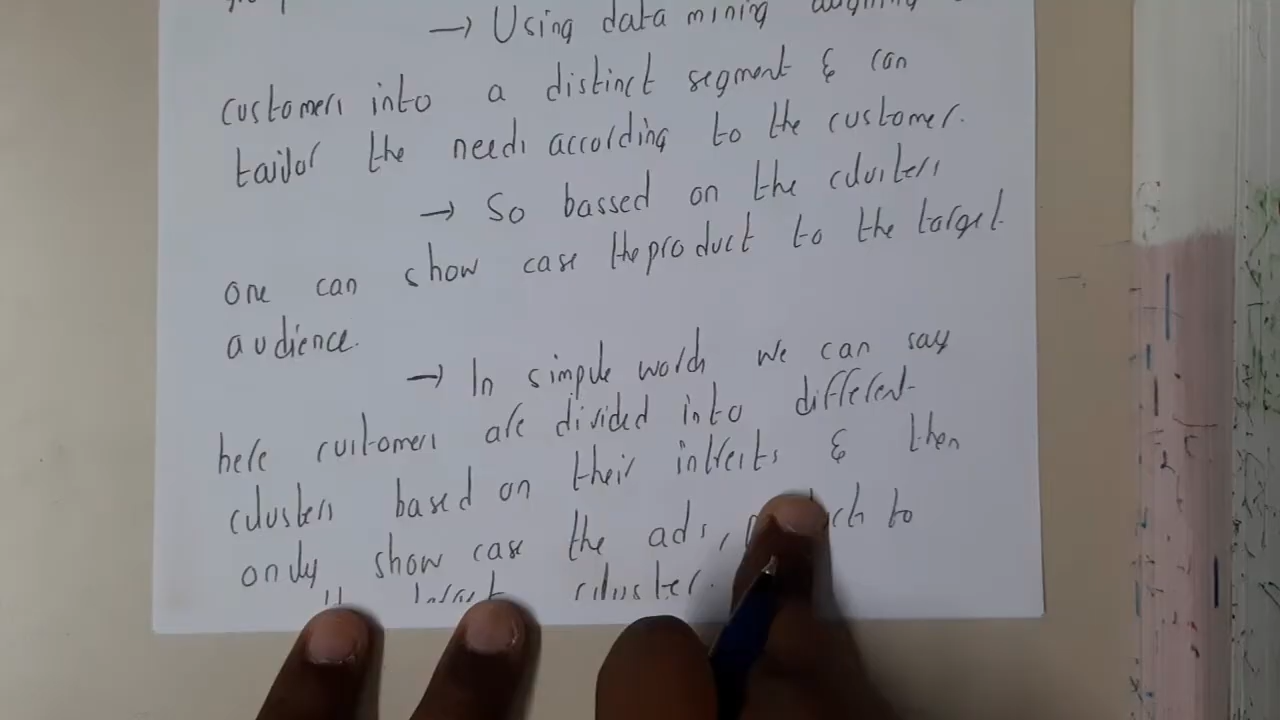 → Using data mining
customers into a distinct segment & can
tailor the needs according to the customer.
→ So bassed on the clusters
one can show case the product to the target
audience.
→ In simple words we can say
here customers are divided into different
clusters based on their intrests & then
only show case the ads, to
cluster.